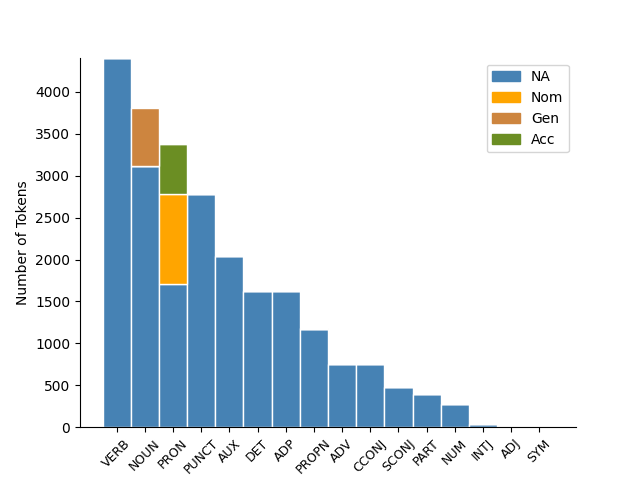 NA
Nom
Gen
Acc
Number of Tokens
4000
3500
3000
2500
2000
1500
1000
500
0
VERB
NOUN
PRON
PUNCT
AUX
DET
ADP
PROPN
ADV
CCONJ
SCONJ
PART
NUM
INTJ
ADJ
SYM